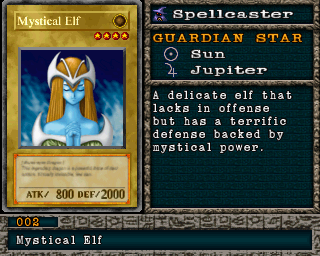 Mystical Elf
Spellcaster
GUARDIAN STAR
Sun
Jupiter
A delicate elf that
lacks in offense
but has a terrific
defense backed by
mystical power.
ATK/ 800 DEF/2000
002
Mystical Elf